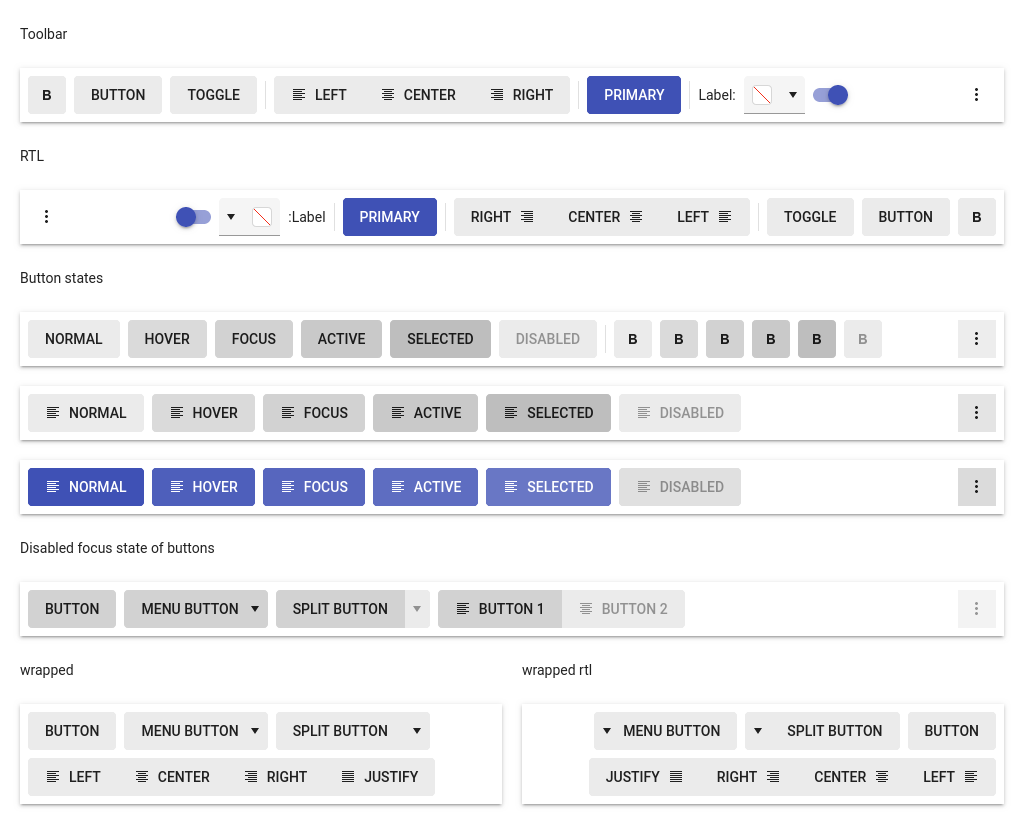 Toolbar
B BUTTON TOGGLE LEFT CENTER RIGHT PRIMARY Label:
RTL
:Label PRIMARY RIGHT CENTER LEFT TOGGLE BUTTON B
Button states
NORMAL HOVER FOCUS ACTIVE SELECTED DISABLED B B B B B B
NORMAL HOVER FOCUS ACTIVE SELECTED DISABLED
NORMAL HOVER FOCUS ACTIVE SELECTED DISABLED
Disabled focus state of buttons
BUTTON MENU BUTTON SPLIT BUTTON BUTTON 1 BUTTON 2
wrapped
BUTTON MENU BUTTON SPLIT BUTTON
LEFT CENTER RIGHT JUSTIFY
wrapped rtl
MENU BUTTON SPLIT BUTTON BUTTON
JUSTIFY RIGHT CENTER LEFT